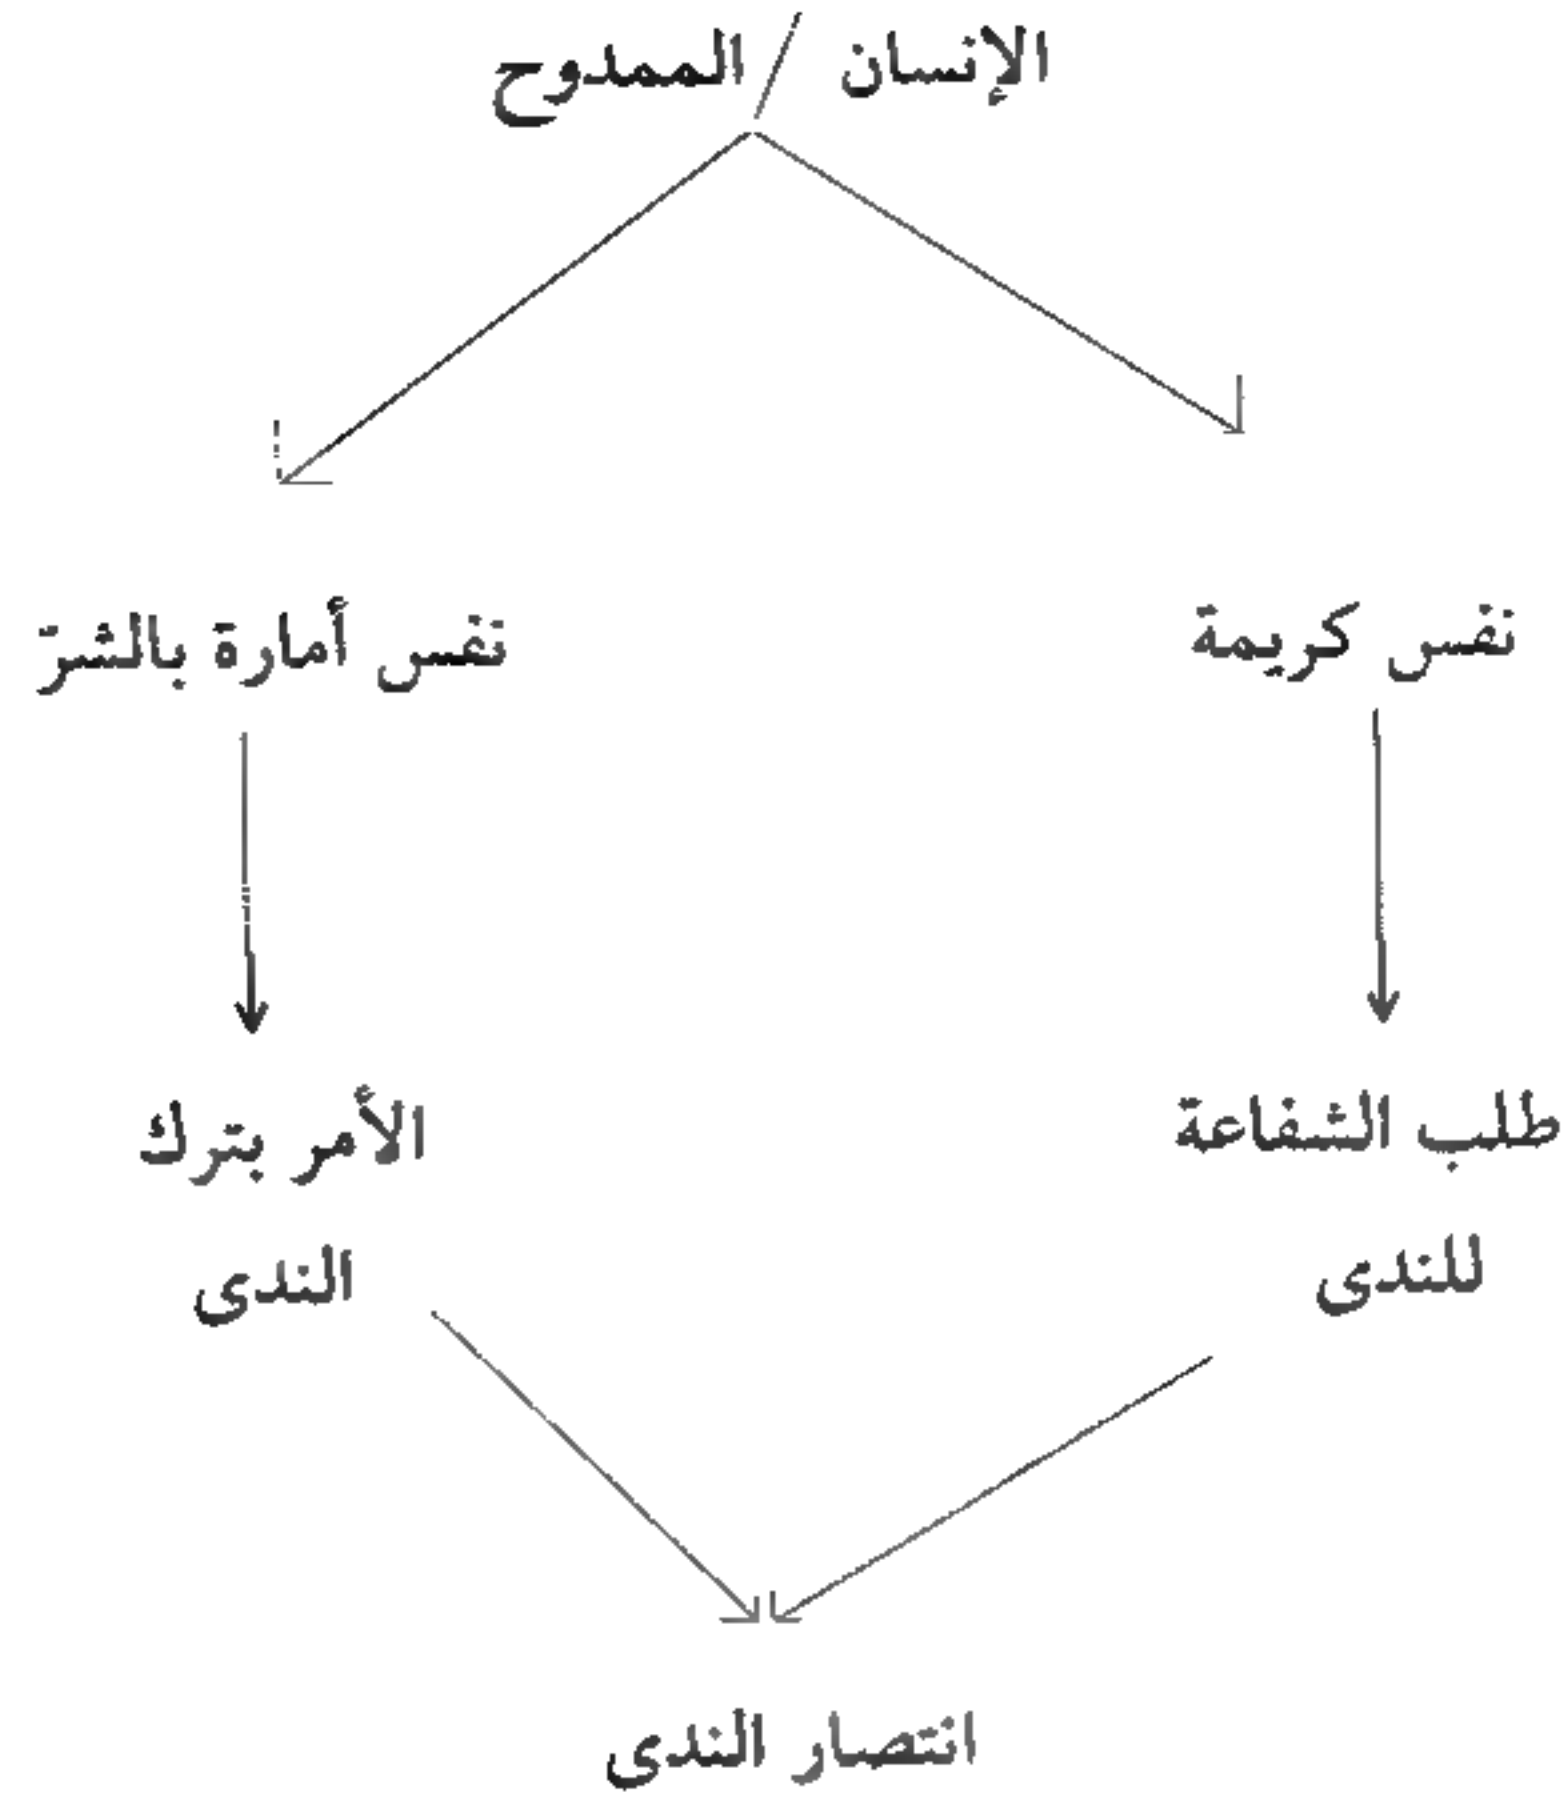 الإنسان / الممدوح
نفس كريمة
نفس أمارة بالشرّ
طلب الشفاعة
للندى
الأمر بترك
الندى
انتصار الندى